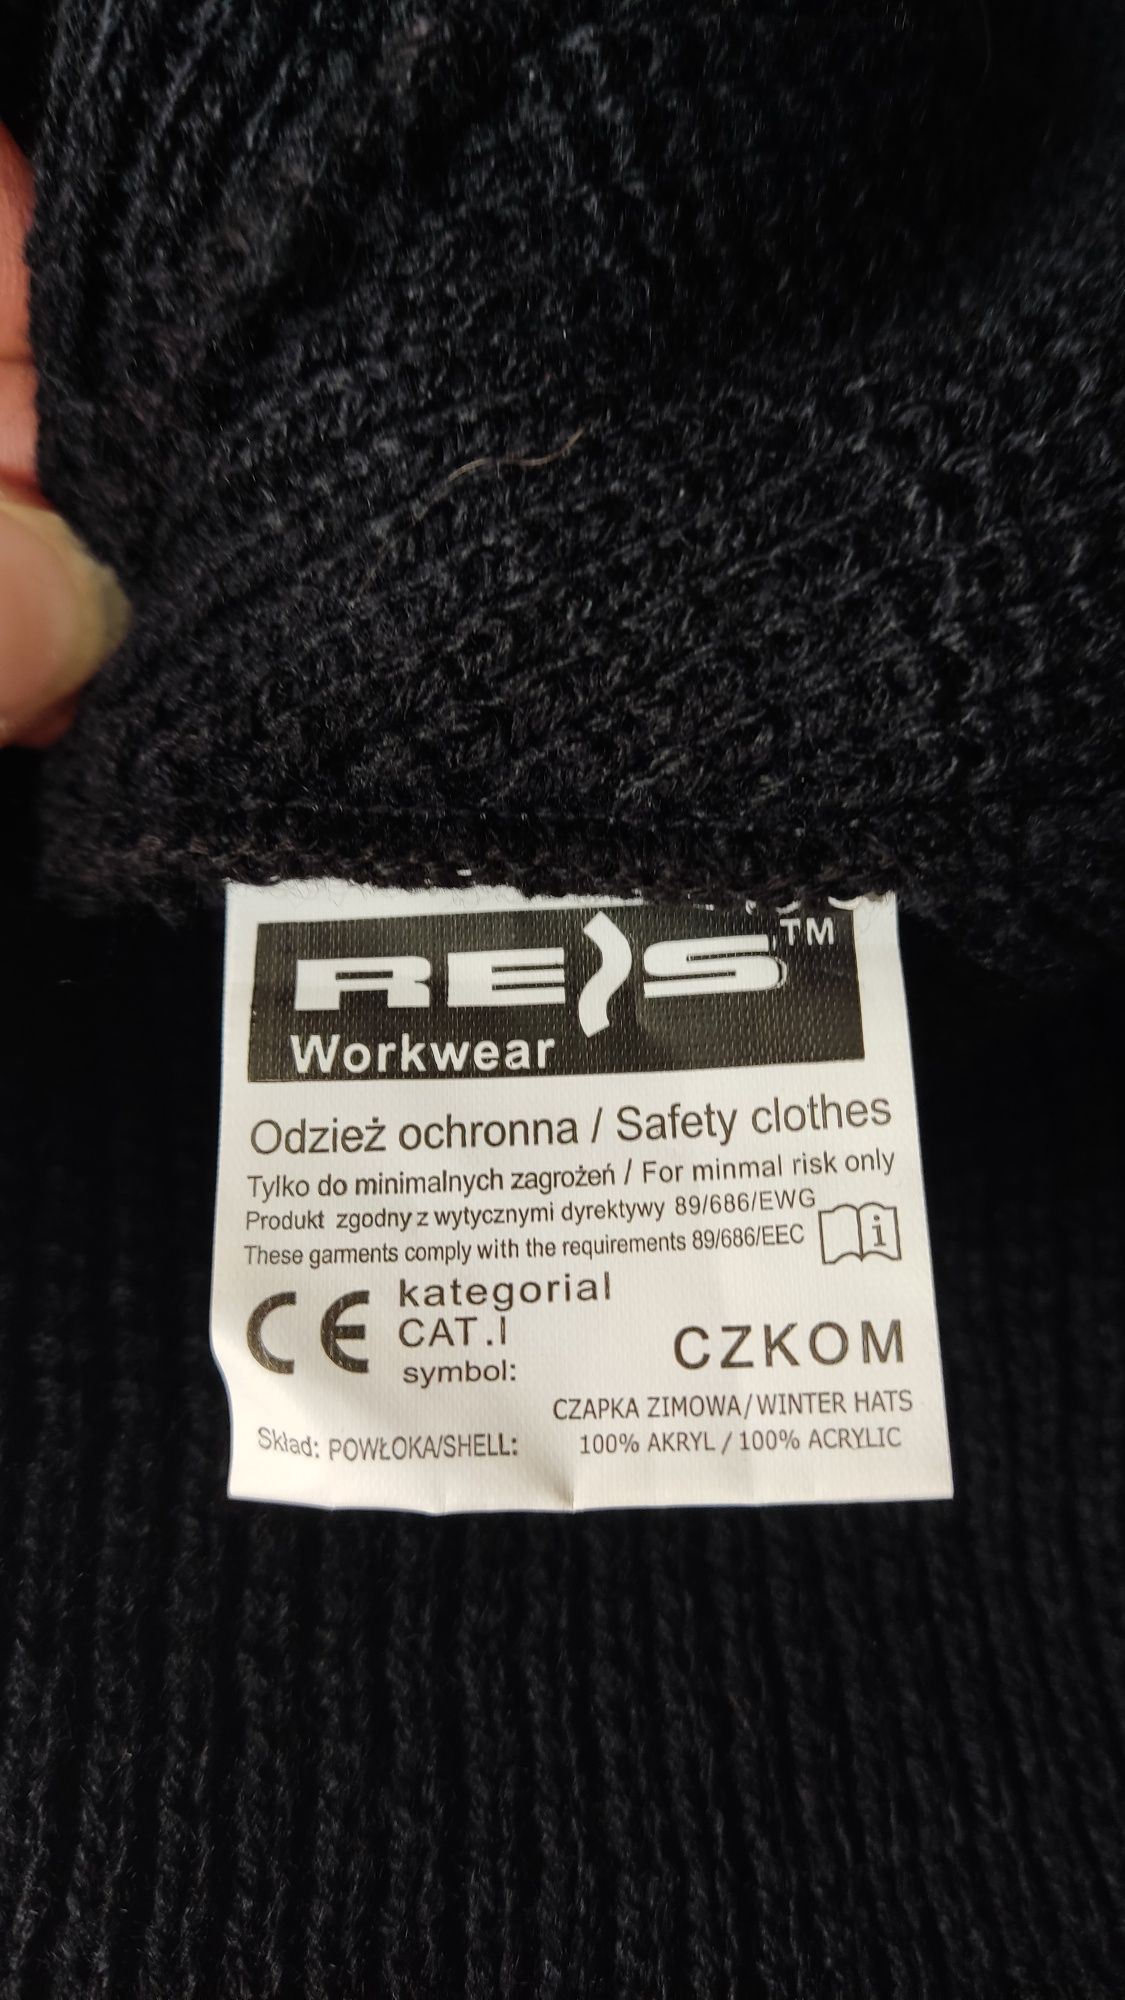 REIS™
Workwear
Odzież ochronna / Safety clothes
Tylko do minimalnych zagrożeń / For minmal risk only
Produkt zgodny z wytycznymi dyrektywy 89/686/EWG
These garments comply with the requirements 89/686/EEC
i
CE kategorial
CAT.I
symbol: CZKOM
CZAPKA ZIMOWA/WINTER HATS
Skład: POWŁOKA/SHELL: 100% AKRYL / 100% ACRYLIC